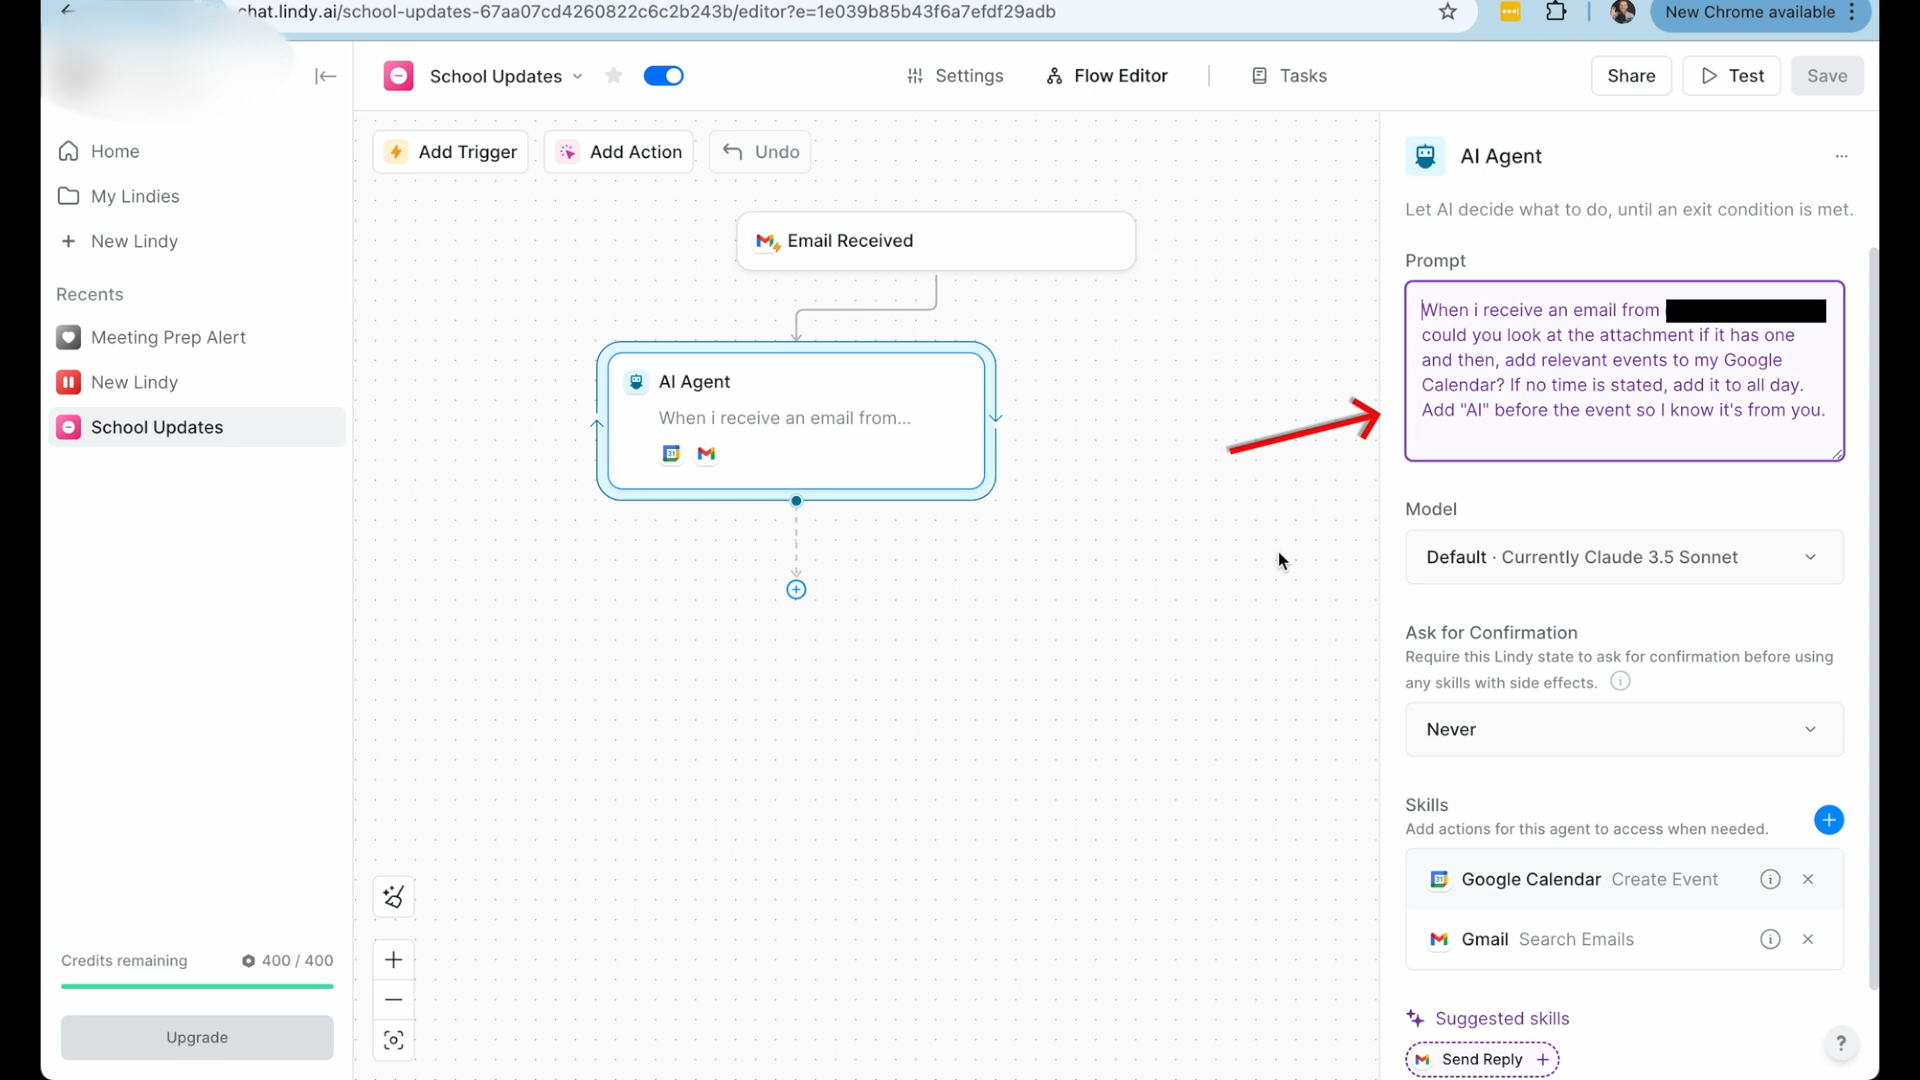 chat.lindy.ai/school-updates-67aa07cd4260822c6c2b243b/editor?e=1e039b85b43f6a7efdf29adb
New Chrome available
School Updates
Settings
Flow Editor
Tasks
Share
Test
Save
Home
My Lindies
New Lindy
Recents
Meeting Prep Alert
New Lindy
School Updates
Credits remaining
400 / 400
Upgrade
Add Trigger
Add Action
Undo
Email Received
AI Agent
When i receive an email from...
31
AI Agent
Let AI decide what to do, until an exit condition is met.
Prompt
When i receive an email from
could you look at the attachment if it has one
and then, add relevant events to my Google
Calendar? If no time is stated, add it to all day.
Add "AI" before the event so I know it's from you.
Model
Default · Currently Claude 3.5 Sonnet
Ask for Confirmation
Require this Lindy state to ask for confirmation before using
any skills with side effects.
Never
Skills
Add actions for this agent to access when needed.
31 Google Calendar Create Event
Gmail Search Emails
Suggested skills
Send Reply +
?